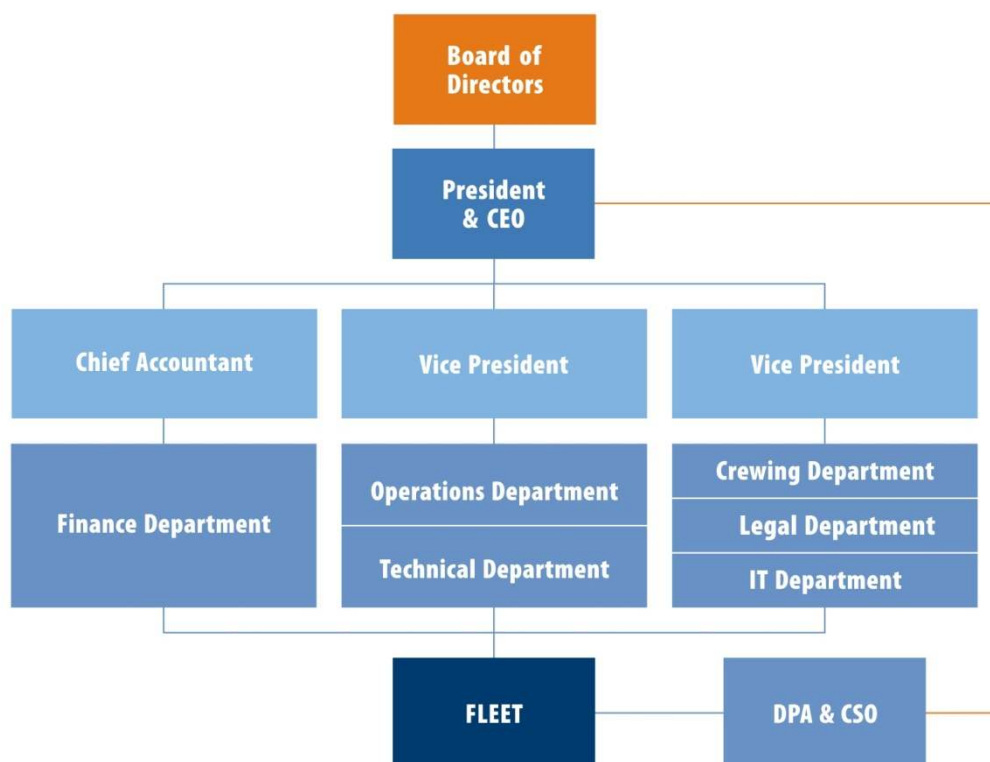 Board of
Directors
President
& CEO
Chief Accountant
Vice President
Vice President
Finance Department
Operations Department
Technical Department
Crewing Department
Legal Department
IT Department
FLEET
DPA & CSO